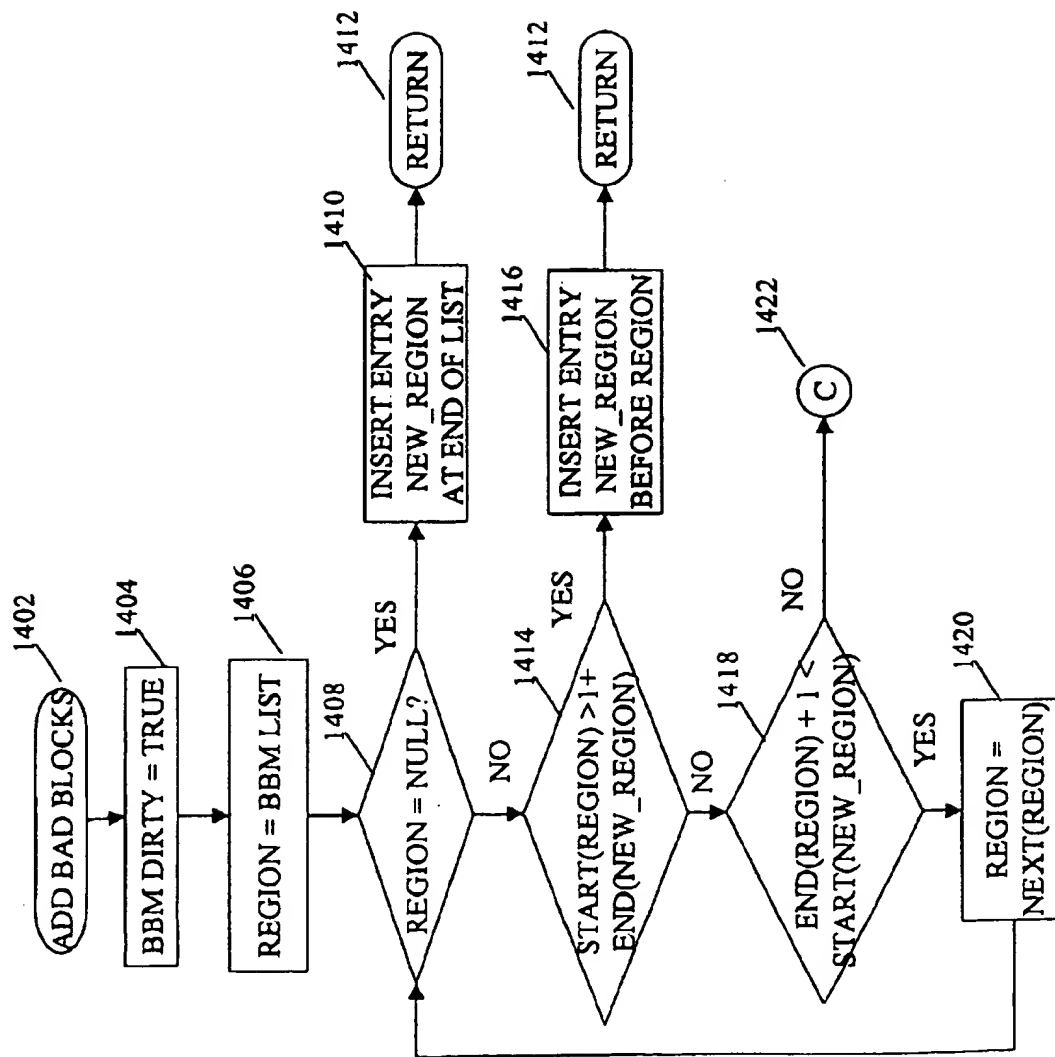 1402
ADD BAD BLOCKS
1404
BBM DIRTY = TRUE
1406
REGION = BBM LIST
1408
REGION = NULL?
YES
1410
INSERT ENTRY
NEW_REGION
AT END OF LIST
1412
RETURN
NO
1414
START(REGION) >1+
END(NEW_REGION)
YES
1416
INSERT ENTRY
NEW_REGION
BEFORE REGION
1412
RETURN
NO
1418
END(REGION) + 1 <
START(NEW_REGION)
NO
1422
C
YES
1420
REGION =
NEXT(REGION)